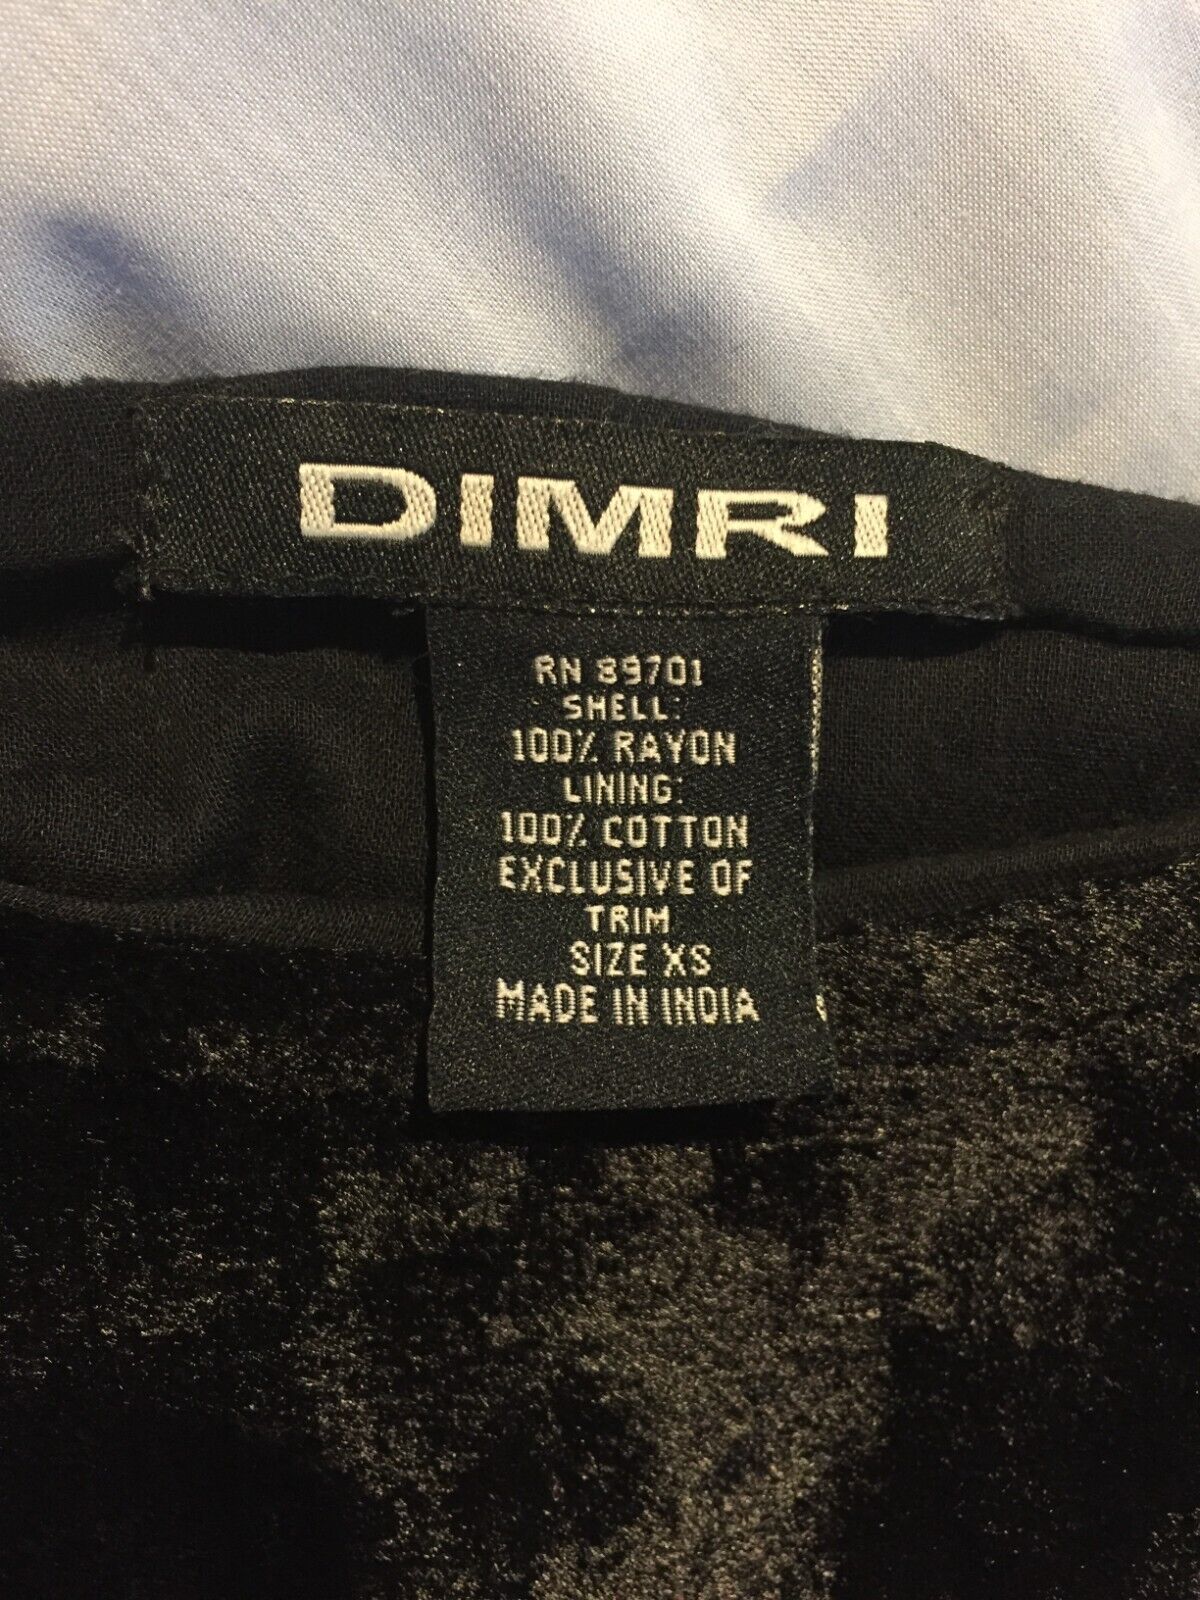 DIMRI
RN 89701
SHELL:
100% RAYON
LINING:
100% COTTON
EXCLUSIVE OF
TRIM
SIZE XS
MADE IN INDIA